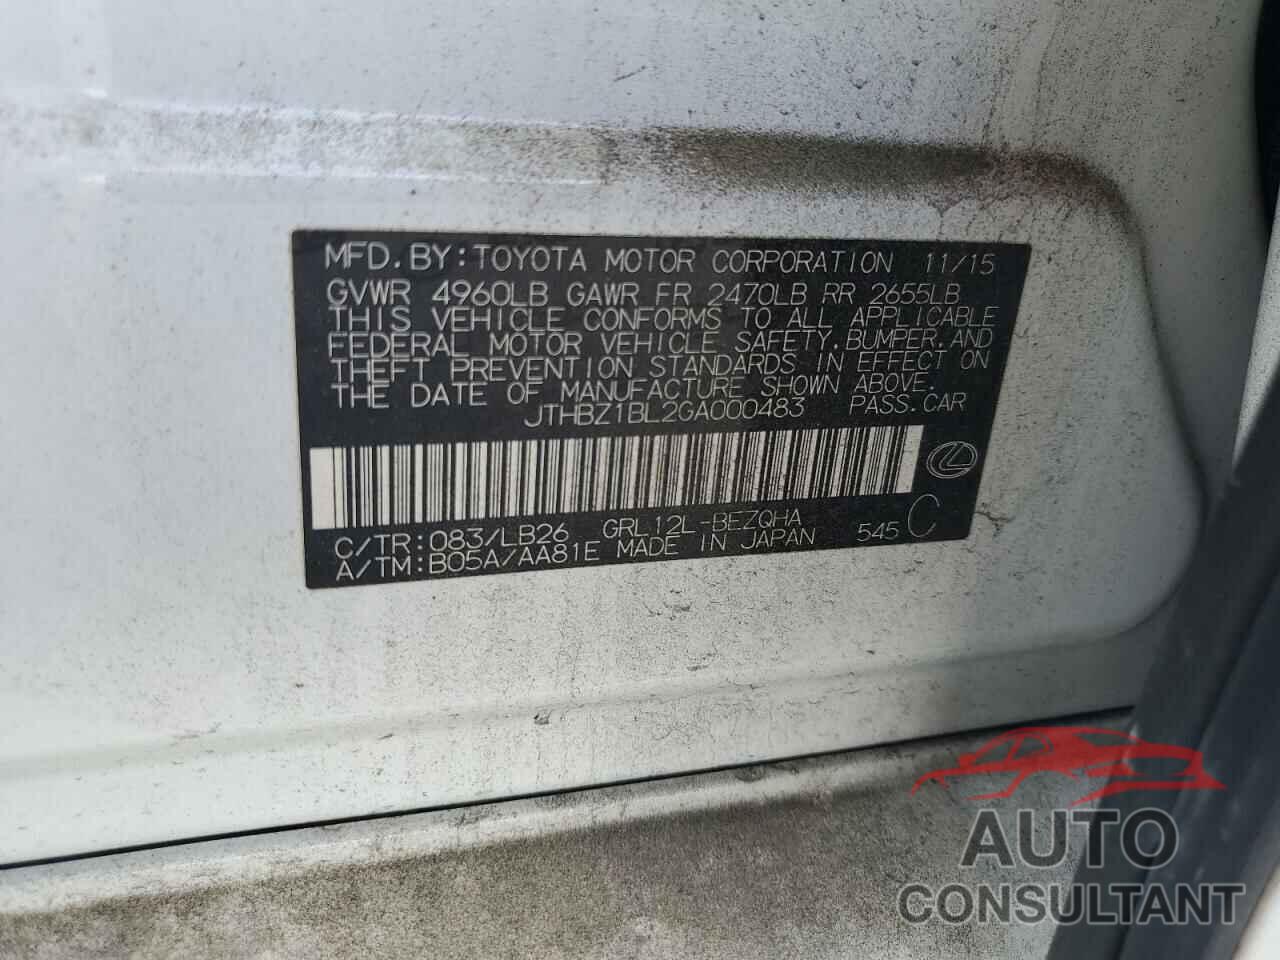 MFD. BY: TOYOTA MOTOR CORPORATION 11/15
GVWR 4960LB GAWR FR 2470LB RR 2655LB
THIS VEHICLE CONFORMS TO ALL APPLICABLE
FEDERAL MOTOR VEHICLE SAFETY, BUMPER, AND
THEFT PREVENTION STANDARDS IN EFFECT ON
THE DATE OF MANUFACTURE SHOWN ABOVE.
JTHBZ1BL2GA000483 PASS. CAR
C/TR: 083/LB26 GRL12L-BEZQHA
A/TM: B05A/AA81E MADE IN JAPAN 545 C
AUTO
CONSULTANT